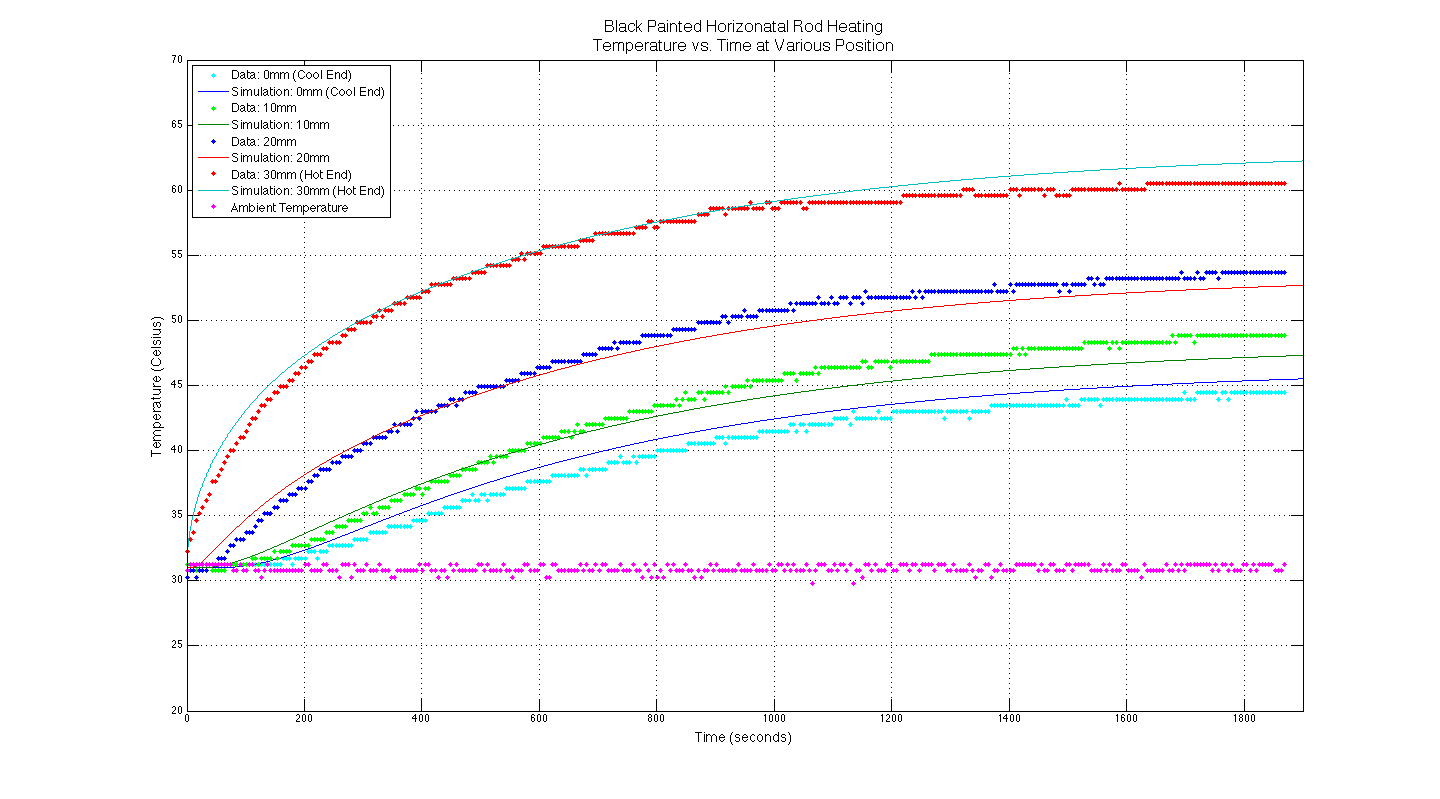 Black Painted Horizonatal Rod Heating
Temperature vs. Time at Various Position
70
65
60
55
50
45
40
35
30
25
20
Temperature (Celsius)
Data: 0mm (Cool End)
Simulation: 0mm (Cool End)
Data: 10mm
Simulation: 10mm
Data: 20mm
Simulation: 20mm
Data: 30mm (Hot End)
Simulation: 30mm (Hot End)
Ambient Temperature
0 200 400 600 800 1000 1200 1400 1600 1800
Time (seconds)